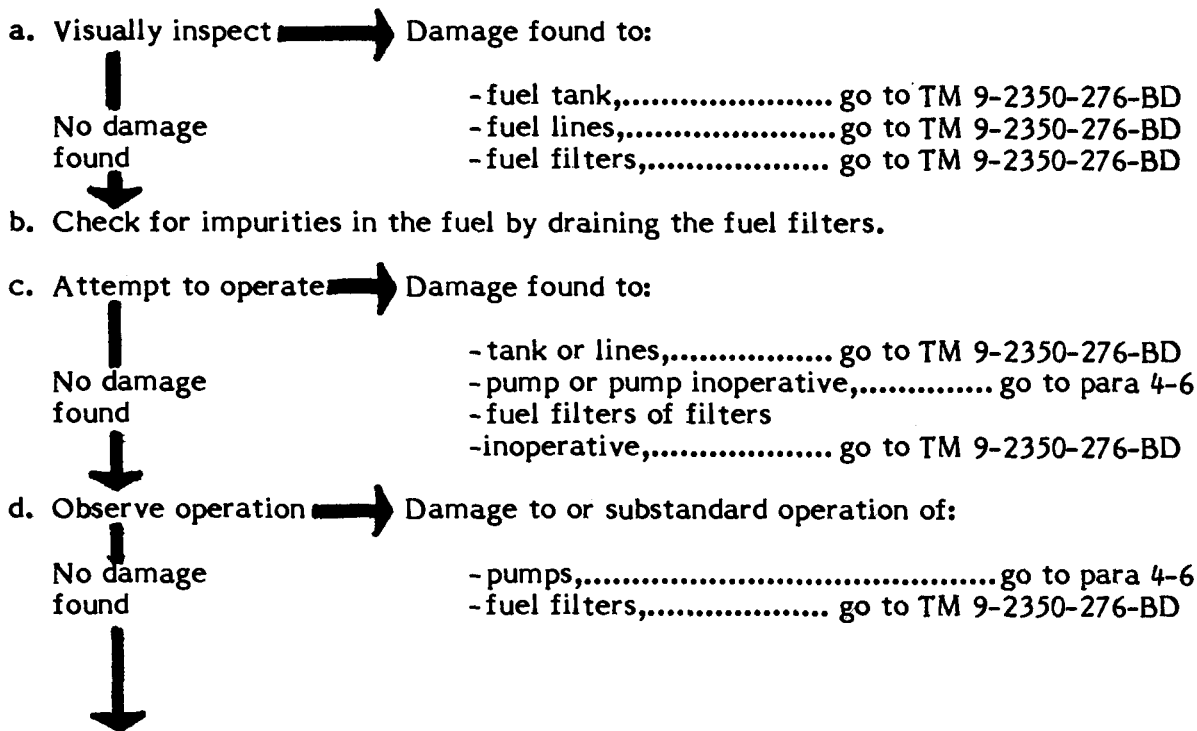 a. Visually inspect Damage found to:
-fuel tank,...................... go to TM 9-2350-276-BD
No damage -fuel lines,......................go to TM 9-2350-276-BD
found -fuel filters,................... go to TM 9-2350-276-BD
b. Check for impurities in the fuel by draining the fuel filters.
c. Attempt to operate Damage found to:
-tank or lines,................. go to TM 9-2350-276-BD
No damage -pump or pump inoperative,............... go to para 4-6
found -fuel filters of filters
-inoperative,................... go to TM 9-2350-276-BD
d. Observe operation Damage to or substandard operation of:
No damage -pumps,..........................................go to para 4-6
found -fuel filters,................... go to TM 9-2350-276-BD